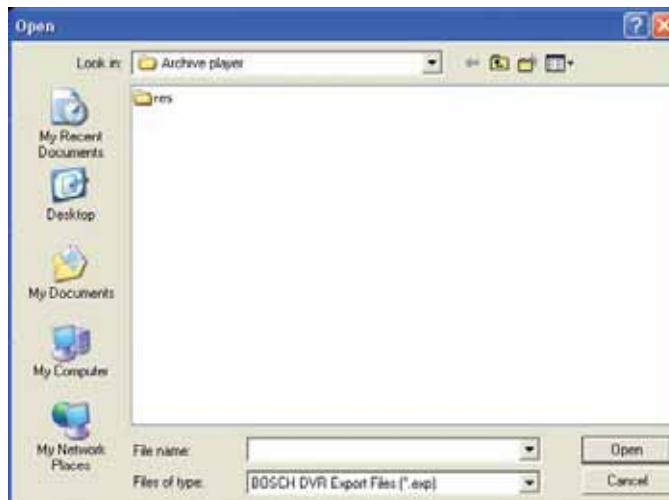 Open
Look in:
Archive player
res
My Recent
Documents
Desktop
My Documents
My Computer
My Network
Places
File name:
Open
Files of type:
BOSCH DVR Export Files (*.exp)
Cancel